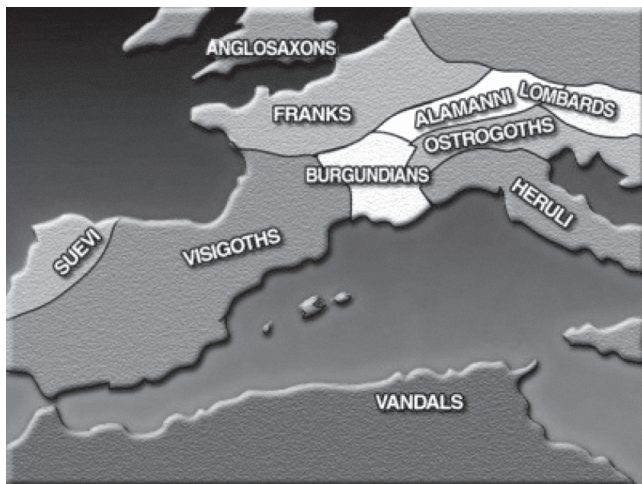 ANGLOSAXONS
FRANKS
ALAMANNI
LOMBARDS
OSTROGOTHS
BURGUNDIANS
HERULI
SUEVI
VISIGOTHS
VANDALS